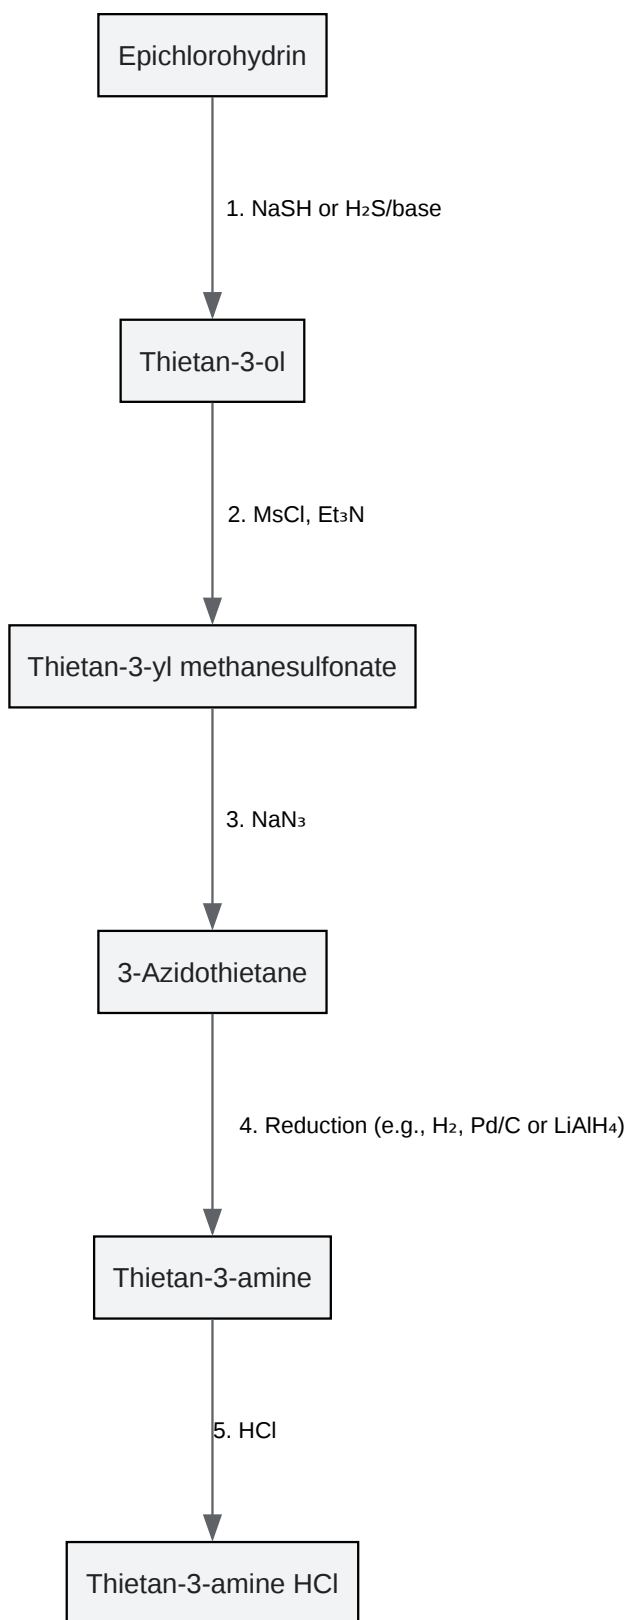 Epichlorohydrin
1. NaSH or H₂S/base
Thietan-3-ol
2. MsCl, Et₃N
Thietan-3-yl methanesulfonate
3. NaN₃
3-Azidothietane
4. Reduction (e.g., H₂, Pd/C or LiAlH₄)
Thietan-3-amine
5. HCl
Thietan-3-amine HCl